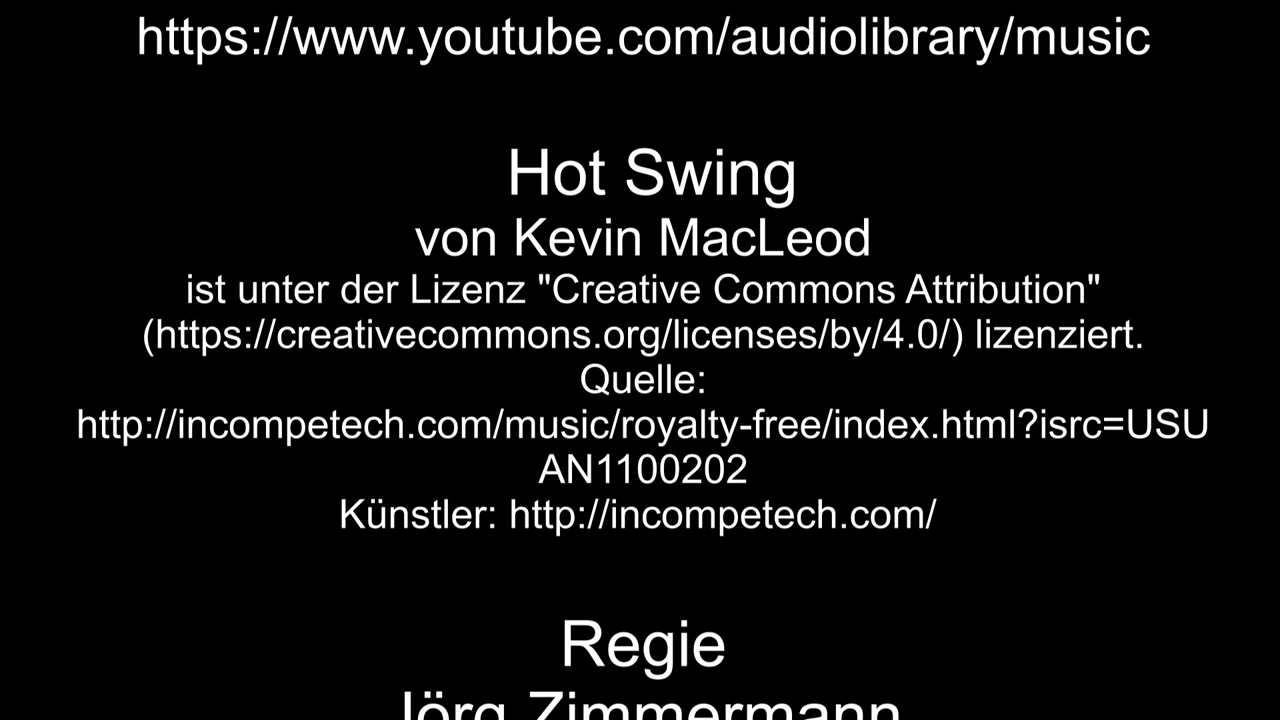 https://www.youtube.com/audiolibrary/music
Hot Swing
von Kevin MacLeod
ist unter der Lizenz "Creative Commons Attribution"
(https://creativecommons.org/licenses/by/4.0/) lizenziert.
Quelle:
http://incompetech.com/music/royalty-free/index.html?isrc=USU
AN1100202
Künstler: http://incompetech.com/
Regie
Jörg Zimmermann